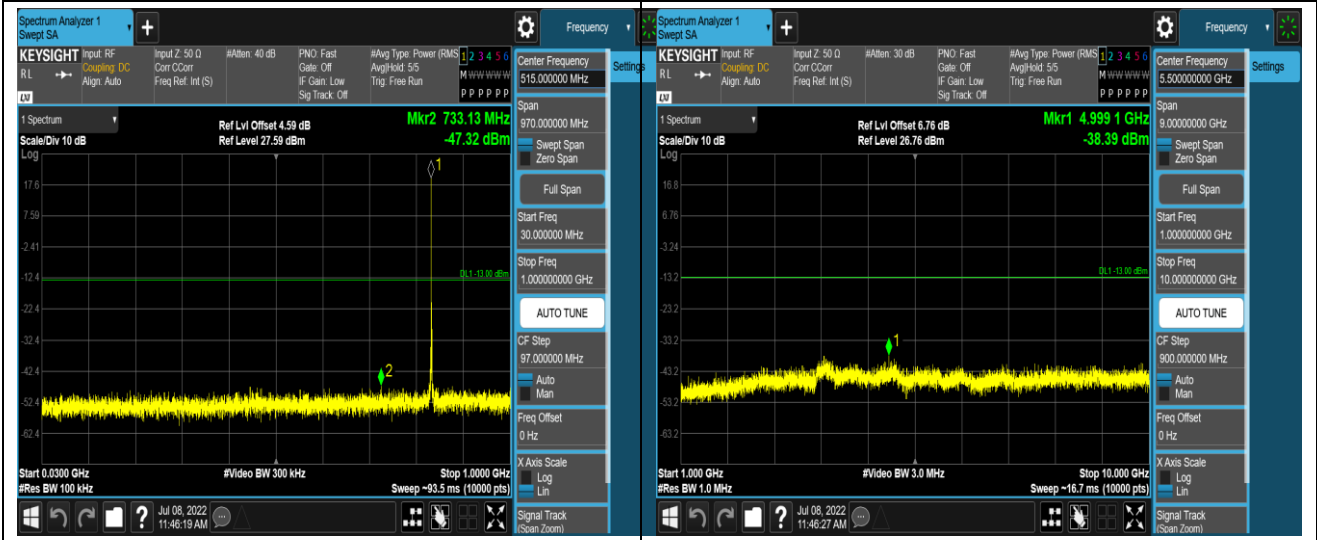 Spectrum Analyzer 1
Swept SA
+
Frequency
KEYSIGHT
RL
LXI
Input: RF
Coupling: DC
Align: Auto
Input Z: 50 Ω
Corr CCorr
Freq Ref: Int (S)
#Atten: 40 dB
PNO: Fast
Gate: Off
IF Gain: Low
Sig Track: Off
#Avg Type: Power (RMS
Avg|Hold: 5/5
Trig: Free Run
1 2 3 4 5 6
M W W W W W
P P P P P P
1 Spectrum
Scale/Div 10 dB
Log
Ref Lvl Offset 4.59 dB
Ref Level 27.59 dBm
Mkr2 733.13 MHz
-47.32 dBm
17.6
7.59
-2.41
-12.4
-22.4
-32.4
-42.4
-52.4
-62.4
1
2
DL1 -13.00 dBm
Start 0.0300 GHz
#Res BW 100 kHz
#Video BW 300 kHz
Stop 1.0000 GHz
Sweep ~93.5 ms (10000 pts)
Jul 08, 2022
11:46:19 AM
Center Frequency
515.000000 MHz
Span
970.000000 MHz
Swept Span
Zero Span
Full Span
Start Freq
30.000000 MHz
Stop Freq
1.000000000 GHz
AUTO TUNE
CF Step
97.000000 MHz
Auto
Man
Freq Offset
0 Hz
X Axis Scale
Log
Lin
Signal Track
(Span Zoom)
Settings
Spectrum Analyzer 1
Swept SA
+
Frequency
KEYSIGHT
RL
LXI
Input: RF
Coupling: DC
Align: Auto
Input Z: 50 Ω
Corr CCorr
Freq Ref: Int (S)
#Atten: 30 dB
PNO: Fast
Gate: Off
IF Gain: Low
Sig Track: Off
#Avg Type: Power (RMS
Avg|Hold: 5/5
Trig: Free Run
1 2 3 4 5 6
M W W W W W
P P P P P P
1 Spectrum
Scale/Div 10 dB
Log
Ref Lvl Offset 6.76 dB
Ref Level 26.76 dBm
Mkr1 4.999 1 GHz
-38.39 dBm
16.8
6.76
-3.24
-13.2
-23.2
-33.2
-43.2
-53.2
-63.2
1
DL1 -13.00 dBm
Start 1.000 GHz
#Res BW 1.0 MHz
#Video BW 3.0 MHz
Stop 10.000 GHz
Sweep ~16.7 ms (10000 pts)
Jul 08, 2022
11:46:27 AM
Center Frequency
5.500000000 GHz
Span
9.00000000 GHz
Swept Span
Zero Span
Full Span
Start Freq
1.000000000 GHz
Stop Freq
10.000000000 GHz
AUTO TUNE
CF Step
900.000000 MHz
Auto
Man
Freq Offset
0 Hz
X Axis Scale
Log
Lin
Signal Track
(Span Zoom)
Settings